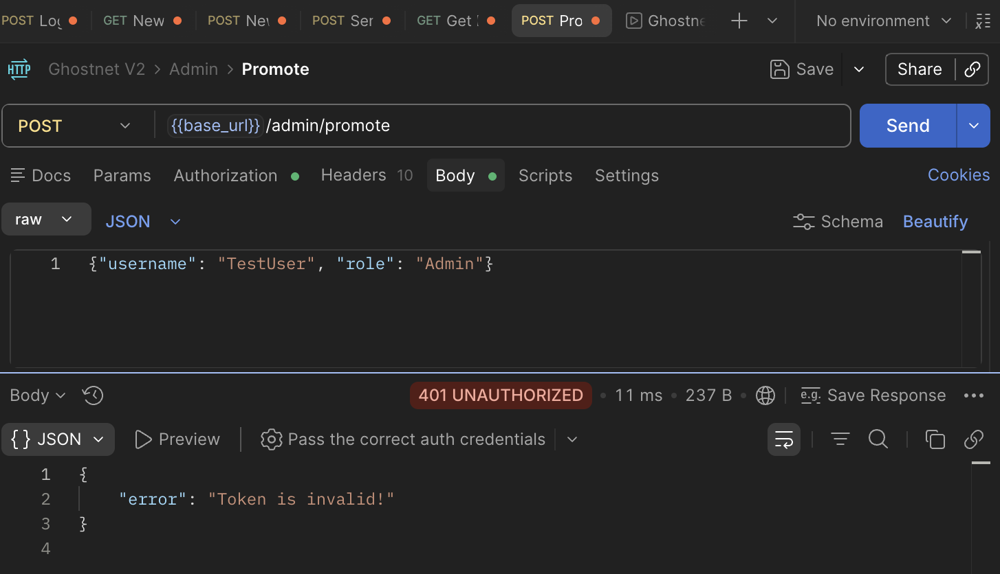 POST Log GET New POST New POST Ser GET Get POST Pro Ghostne No environment
HTTP Ghostnet V2 > Admin > Promote Save Share
POST {{base_url}}/admin/promote Send
Docs Params Authorization Headers 10 Body Scripts Settings Cookies
raw JSON Schema Beautify
1 {"username": "TestUser", "role": "Admin"}
Body 401 UNAUTHORIZED • 11 ms • 237 B • e.g. Save Response
{} JSON Preview Pass the correct auth credentials
1 {
2 "error": "Token is invalid!"
3 }
4